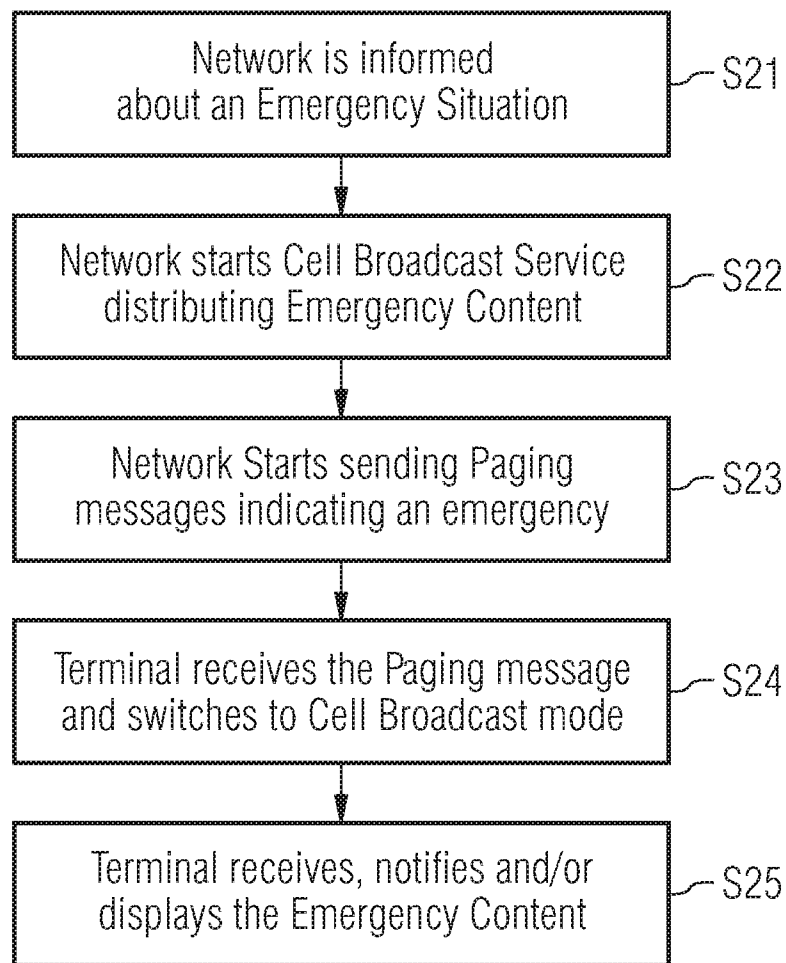 Network is informed
about an Emergency Situation
S21
Network starts Cell Broadcast Service
distributing Emergency Content
S22
Network Starts sending Paging
messages indicating an emergency
S23
Terminal receives the Paging message
and switches to Cell Broadcast mode
S24
Terminal receives, notifies and/or
displays the Emergency Content
S25